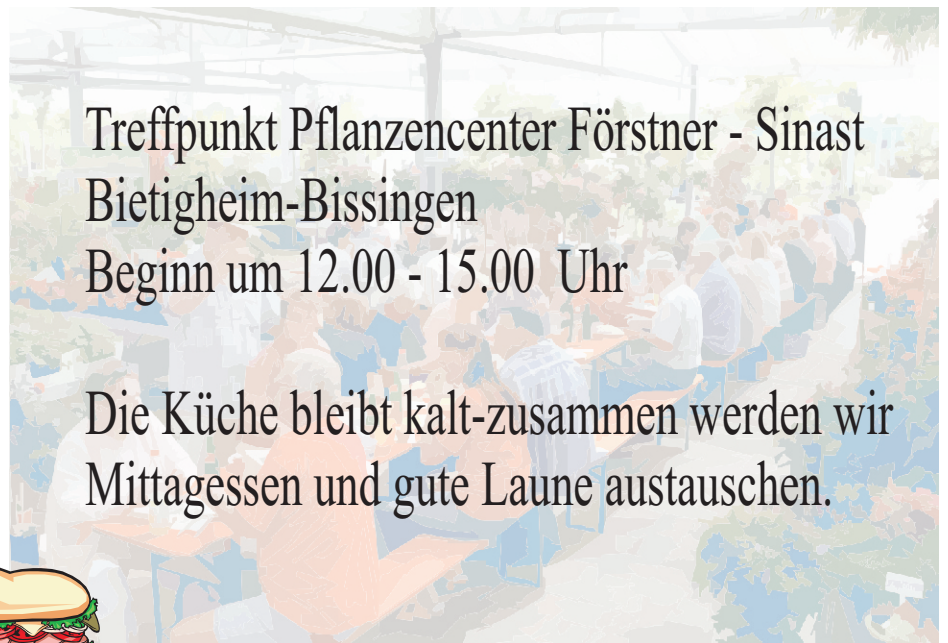 Treffpunkt Pflanzencenter Förstner - Sinast
Bietigheim-Bissingen
Beginn um 12.00 - 15.00 Uhr
Die Küche bleibt kalt-zusammen werden wir
Mittagessen und gute Laune austauschen.